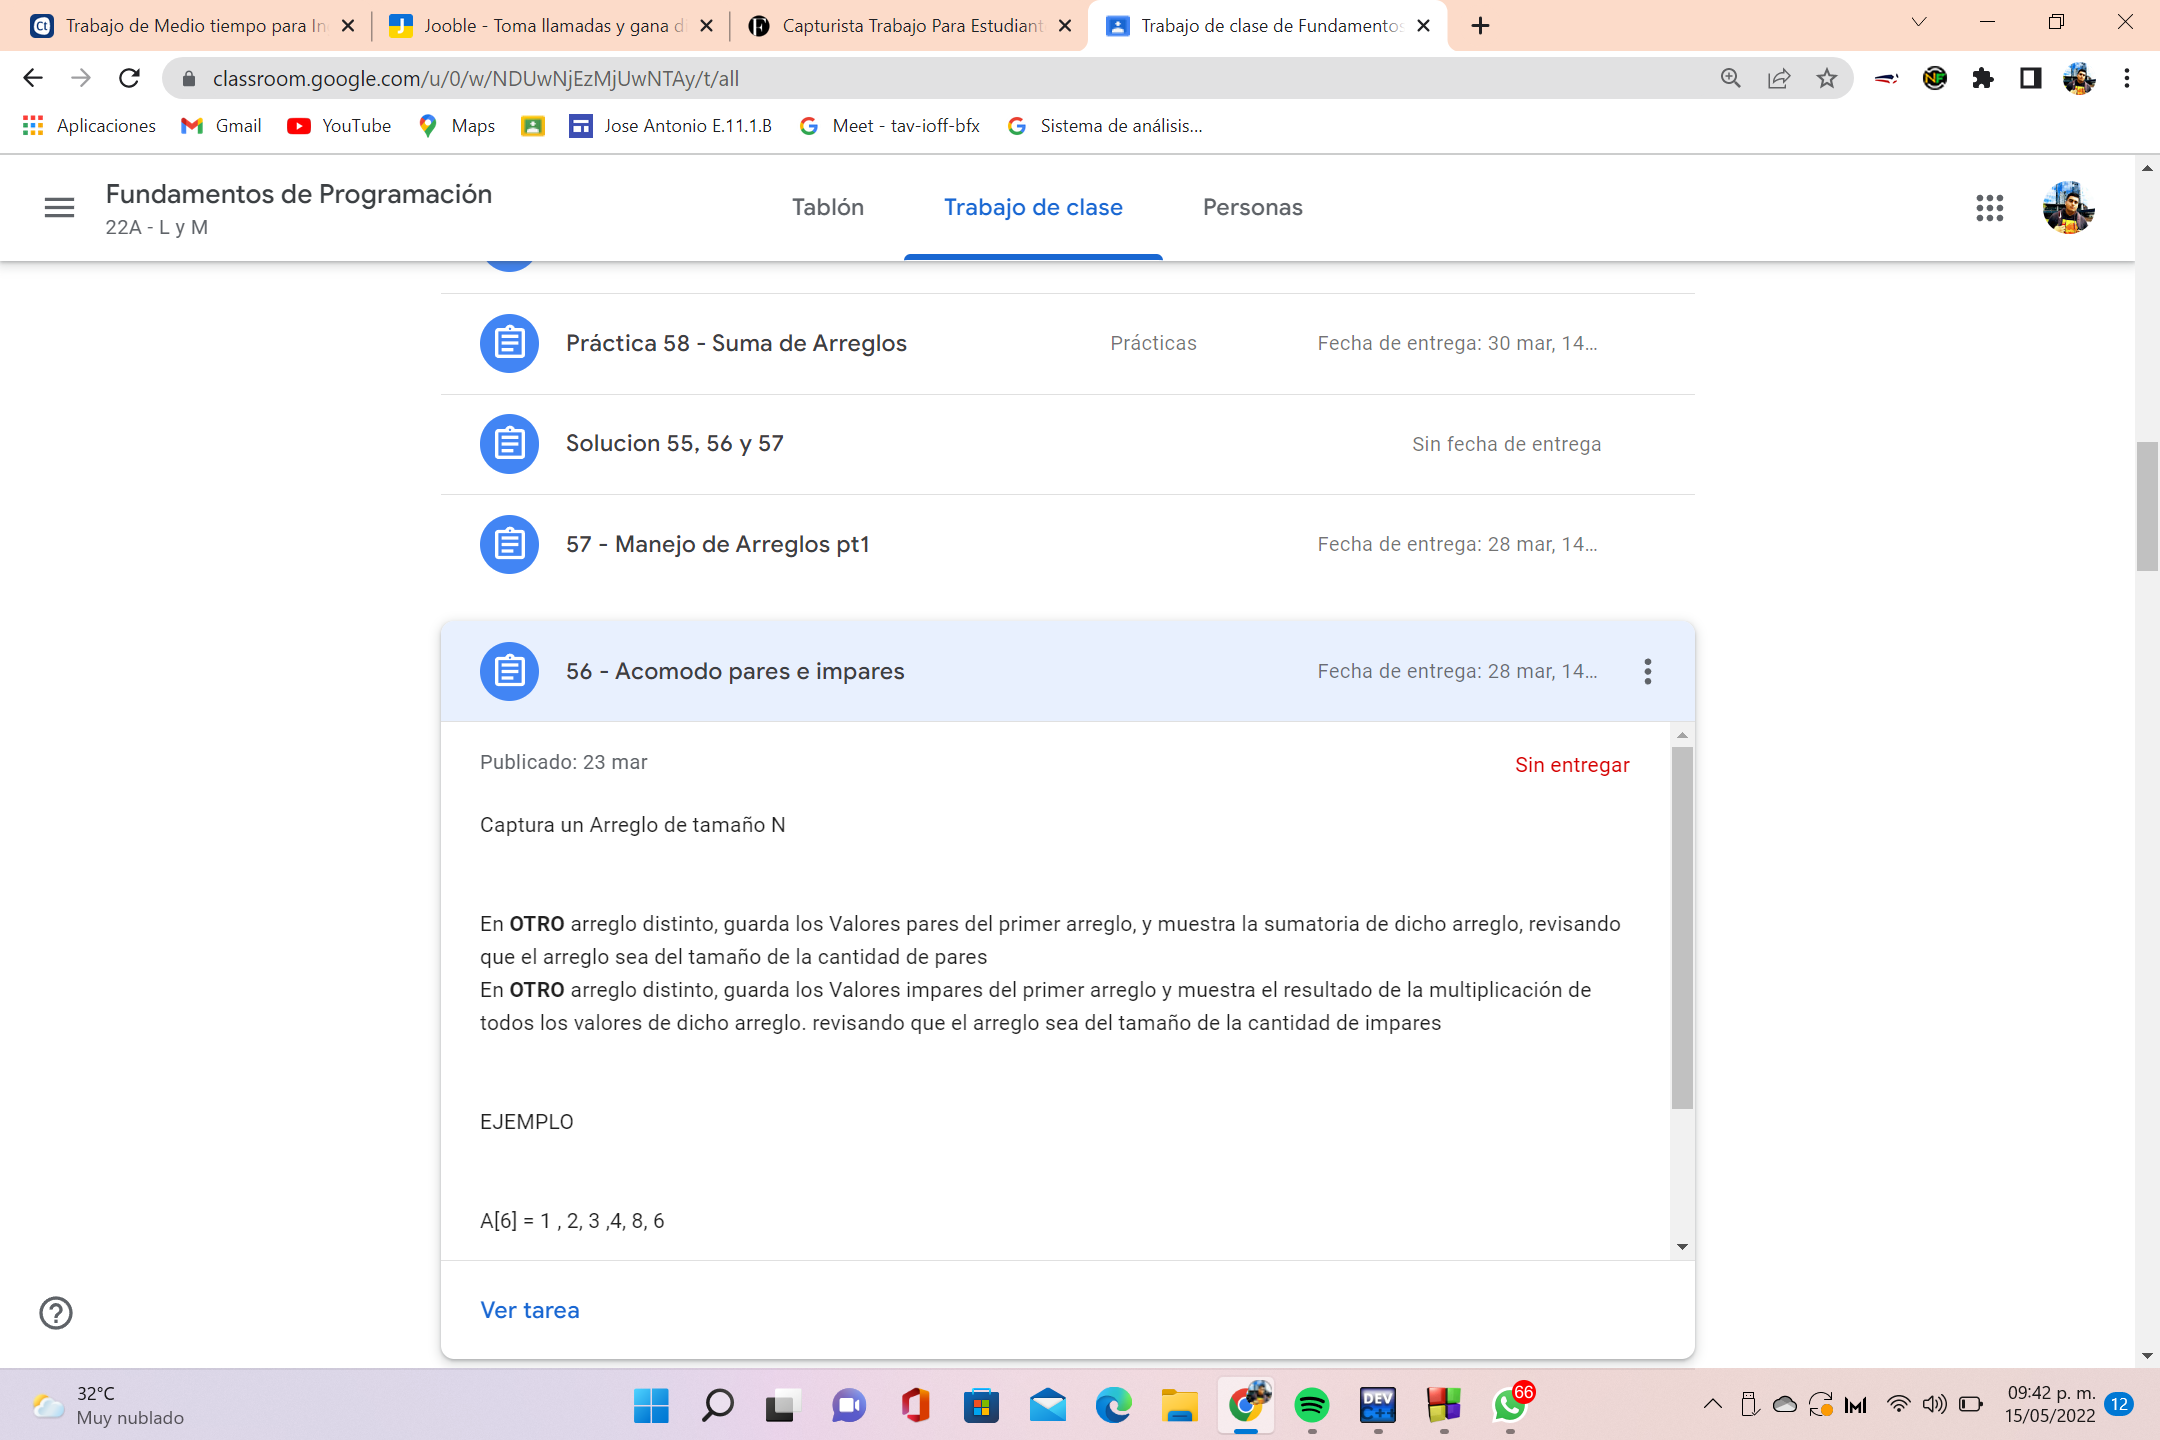 Trabajo de Medio tiempo para In
Jooble - Toma llamadas y gana di
Capturista Trabajo Para Estudiant
Trabajo de clase de Fundamentos
classroom.google.com/u/0/w/NDUwNjEzMjUwNTAy/t/all
Aplicaciones
Gmail
YouTube
Maps
Jose Antonio E.11.1.B
Meet - tav-ioff-bfx
Sistema de análisis...
Fundamentos de Programación
22A - L y M
Tablón
Trabajo de clase
Personas
Práctica 58 - Suma de Arreglos
Prácticas
Fecha de entrega: 30 mar, 14...
Solucion 55, 56 y 57
Sin fecha de entrega
57 - Manejo de Arreglos pt1
Fecha de entrega: 28 mar, 14...
56 - Acomodo pares e impares
Fecha de entrega: 28 mar, 14...
Publicado: 23 mar
Sin entregar
Captura un Arreglo de tamaño N
En OTRO arreglo distinto, guarda los Valores pares del primer arreglo, y muestra la sumatoria de dicho arreglo, revisando
que el arreglo sea del tamaño de la cantidad de pares
En OTRO arreglo distinto, guarda los Valores impares del primer arreglo y muestra el resultado de la multiplicación de
todos los valores de dicho arreglo. revisando que el arreglo sea del tamaño de la cantidad de impares
EJEMPLO
A[6] = 1 , 2, 3 ,4, 8, 6
Ver tarea
32°C
Muy nublado
DEV
C++
66
09:42 p. m.
15/05/2022
12